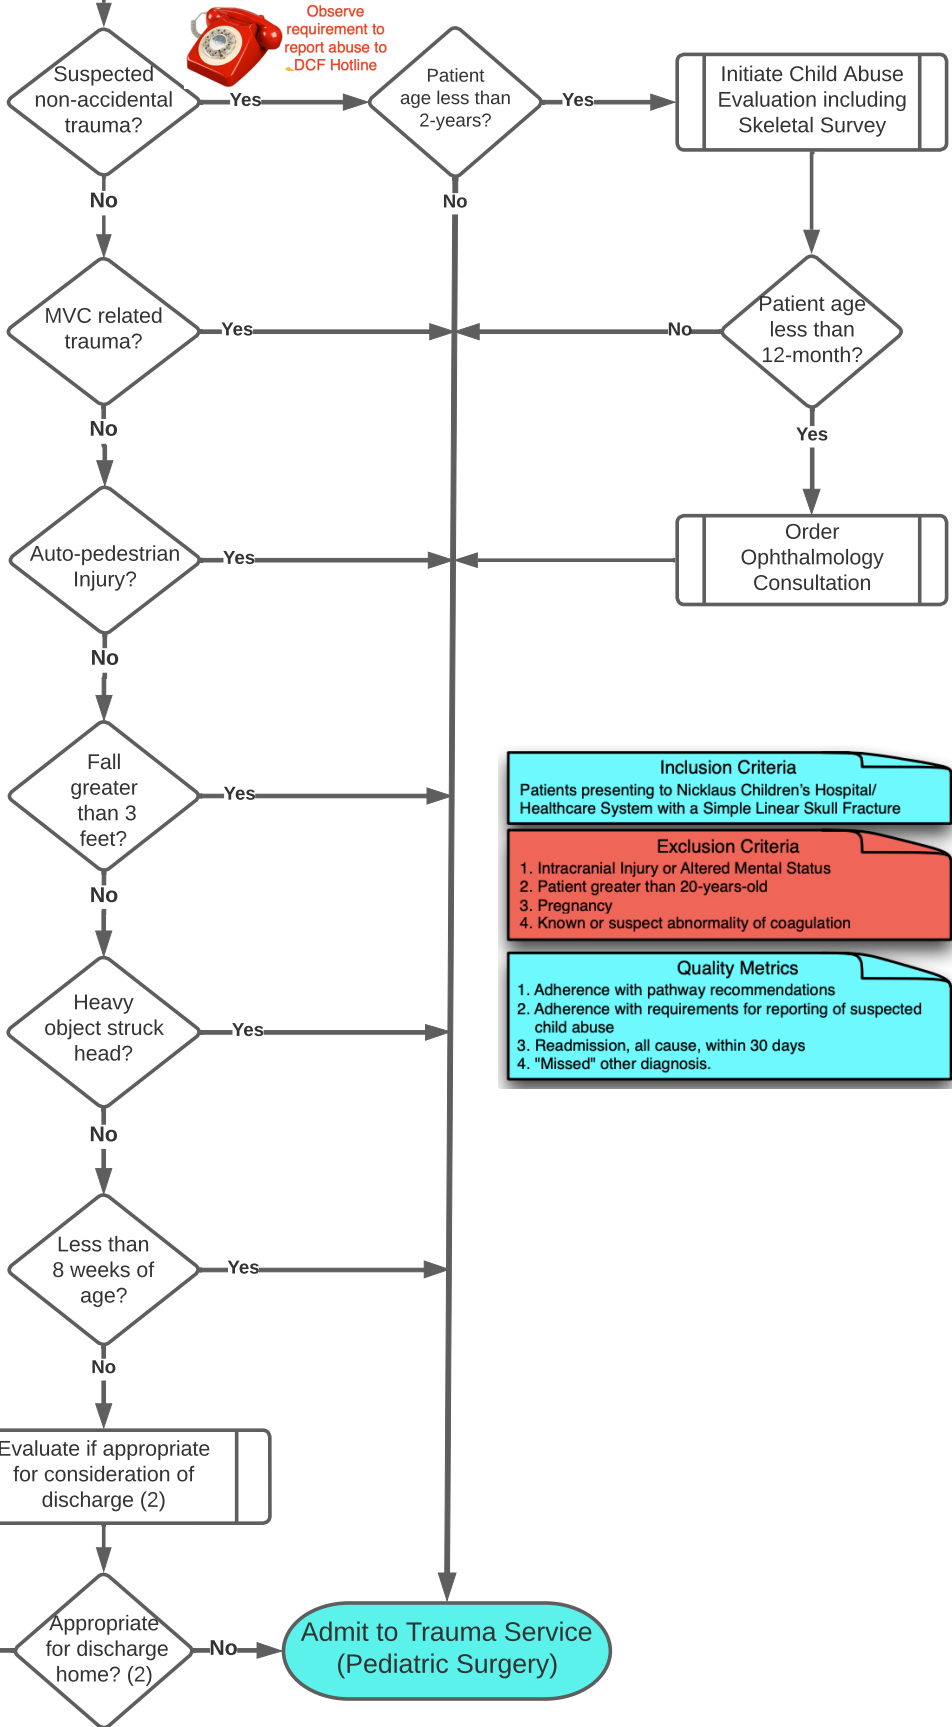 Observe
requirement to
report abuse to
DCF Hotline
Suspected
non-accidental
trauma?
Yes
Patient
age less than
2-years?
Yes
Initiate Child Abuse
Evaluation including
Skeletal Survey
No
No
MVC related
trauma?
Yes
No
Patient age
less than
12-month?
No
Yes
Auto-pedestrian
Injury?
Yes
Order
Ophthalmology
Consultation
No
Fall
greater
than 3
feet?
Yes
Inclusion Criteria
Patients presenting to Nicklaus Children's Hospital/
Healthcare System with a Simple Linear Skull Fracture
Exclusion Criteria
1. Intracranial Injury or Altered Mental Status
2. Patient greater than 20-years-old
3. Pregnancy
4. Known or suspect abnormality of coagulation
Quality Metrics
1. Adherence with pathway recommendations
2. Adherence with requirements for reporting of suspected
child abuse
3. Readmission, all cause, within 30 days
4. "Missed" other diagnosis.
No
Heavy
object struck
head?
Yes
No
Less than
8 weeks of
age?
Yes
No
Evaluate if appropriate
for consideration of
discharge (2)
Appropriate
for discharge
home? (2)
No
Admit to Trauma Service
(Pediatric Surgery)